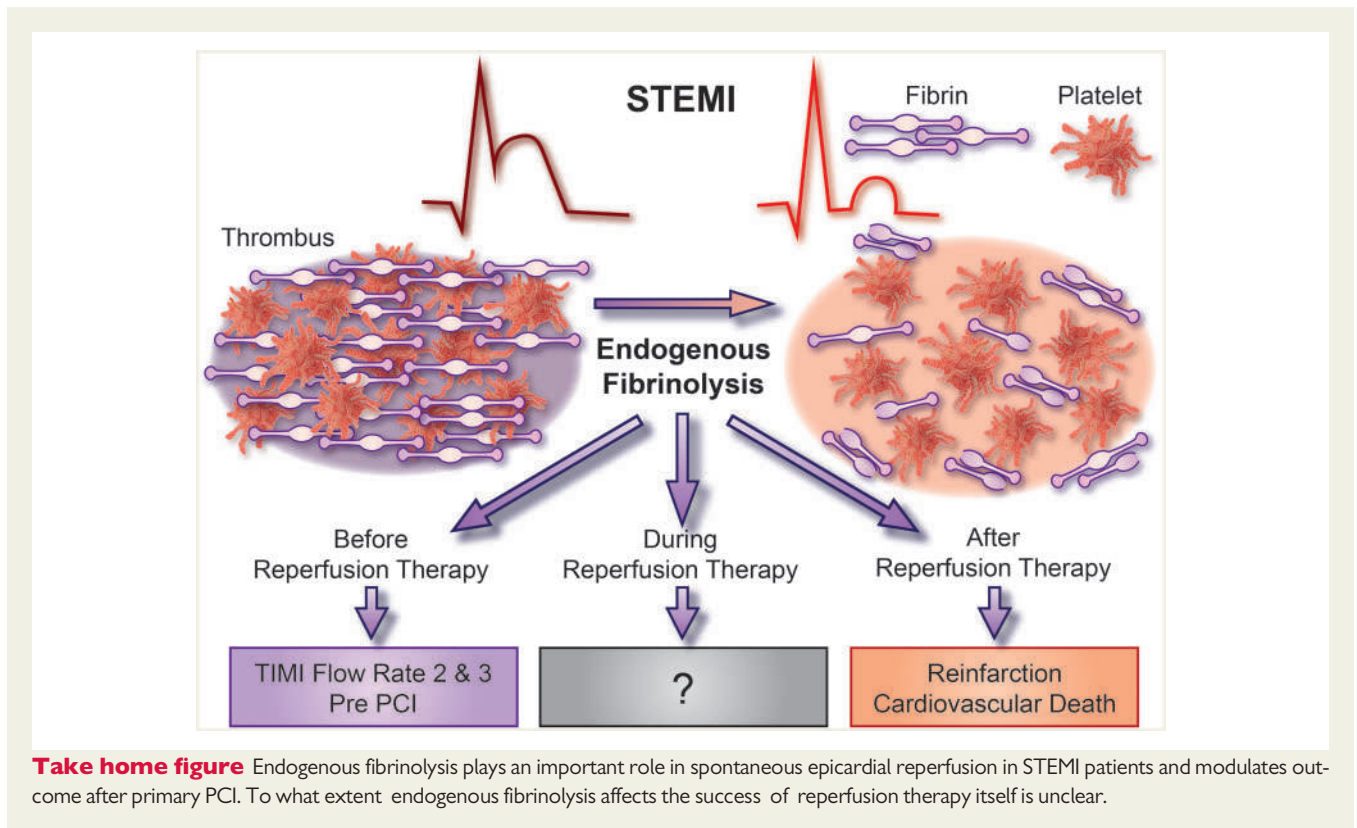 STEMI
Fibrin
Platelet
Thrombus
Endogenous
Fibrinolysis
Before
Reperfusion Therapy
During
Reperfusion Therapy
After
Reperfusion Therapy
TIMI Flow Rate 2 & 3
Pre PCI
?
Reinfarction
Cardiovascular Death
Take home figure Endogenous fibrinolysis plays an important role in spontaneous epicardial reperfusion in STEMI patients and modulates out-
come after primary PCI. To what extent endogenous fibrinolysis affects the success of reperfusion therapy itself is unclear.